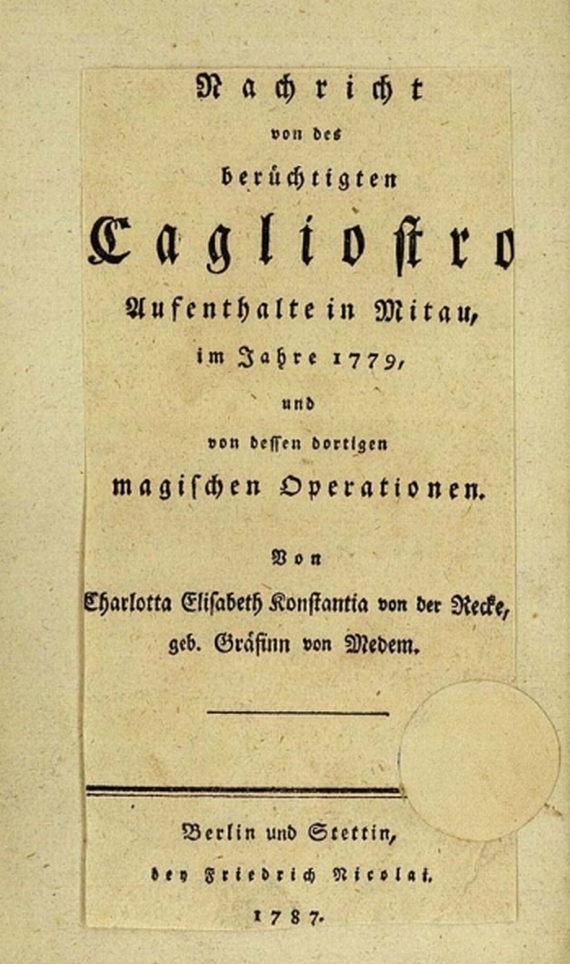 Nachricht
von des
berüchtigten
Cagliostro
Aufenthalte in Mitau,
im Jahre 1779,
und
von dessen dortigen
magischen Operationen.
Von
Charlotta Elisabeth Konstantia von der Recke,
geb. Gräfinn von Medem.
Berlin und Stettin,
bey Friedrich Nicolai.
1787.